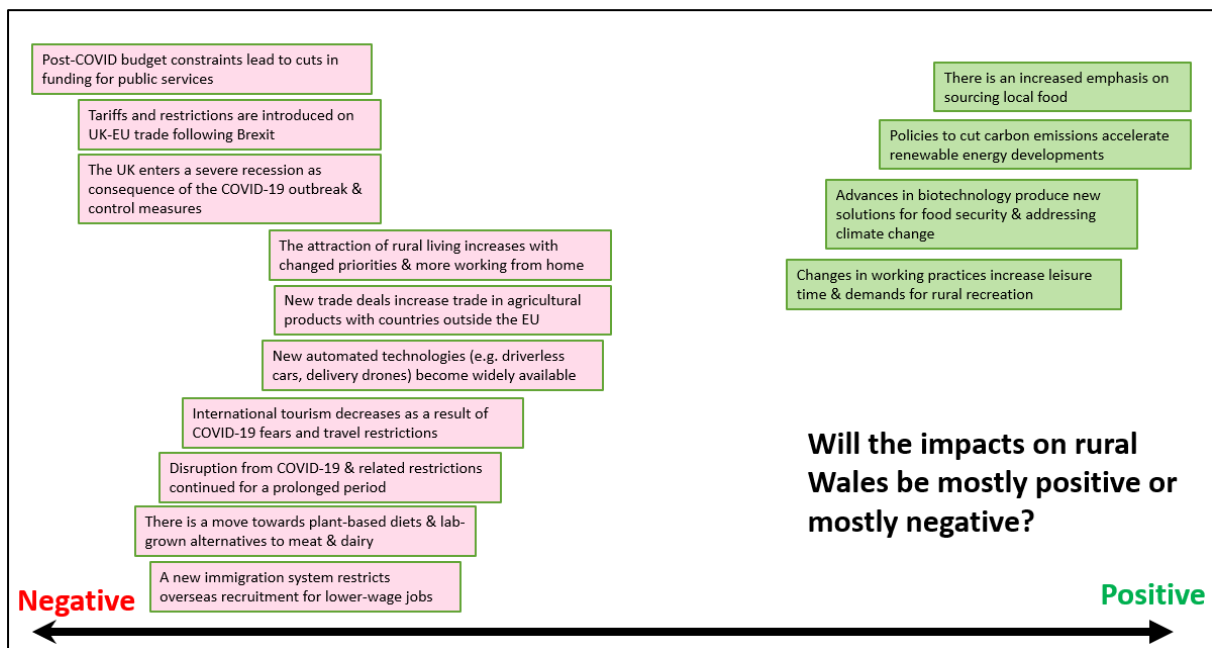 Post-COVID budget constraints lead to cuts in
funding for public services
Tariffs and restrictions are introduced on
UK-EU trade following Brexit
The UK enters a severe recession as
consequence of the COVID-19 outbreak &
control measures
The attraction of rural living increases with
changed priorities & more working from home
New trade deals increase trade in agricultural
products with countries outside the EU
New automated technologies (e.g. driverless
cars, delivery drones) become widely available
International tourism decreases as a result of
COVID-19 fears and travel restrictions
Disruption from COVID-19 & related restrictions
continued for a prolonged period
There is a move towards plant-based diets & lab-
grown alternatives to meat & dairy
A new immigration system restricts
overseas recruitment for lower-wage jobs
There is an increased emphasis on
sourcing local food
Policies to cut carbon emissions accelerate
renewable energy developments
Advances in biotechnology produce new
solutions for food security & addressing
climate change
Changes in working practices increase leisure
time & demands for rural recreation
Will the impacts on rural
Wales be mostly positive or
mostly negative?
Negative
Positive